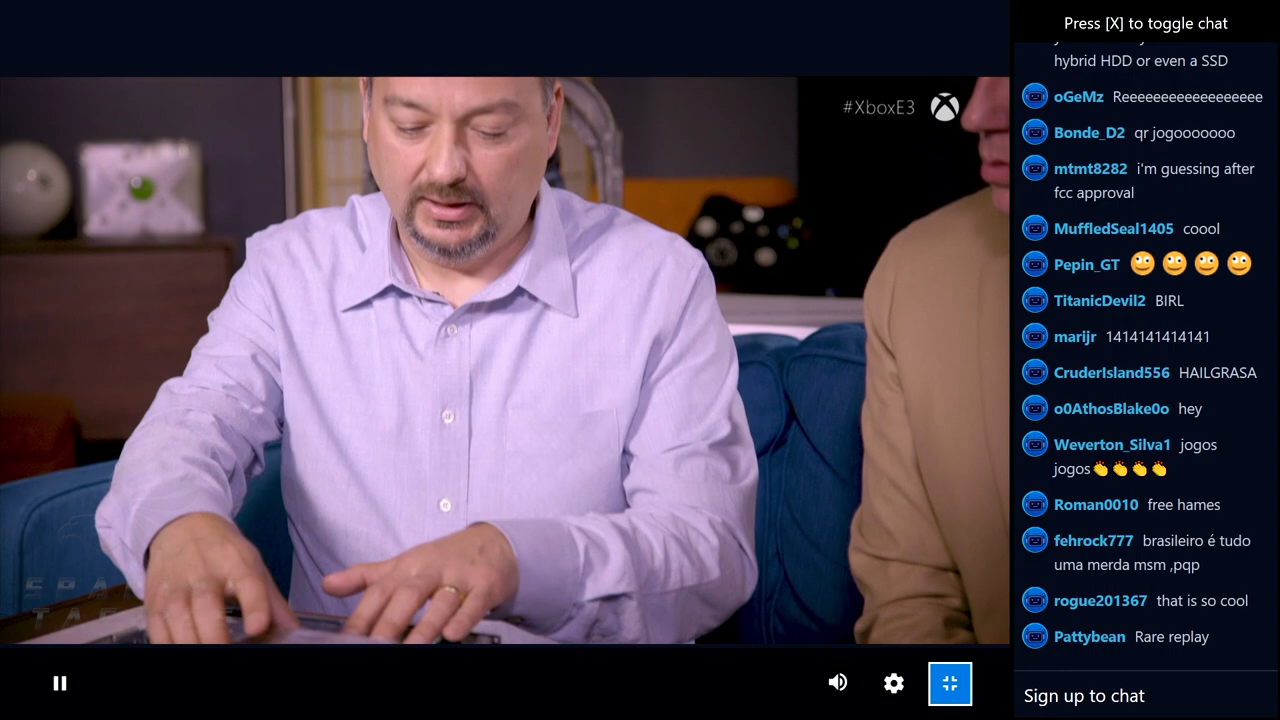 Press [X] to toggle chat
hybrid HDD or even a SSD
oGeMz Reeeeeeeeeeeeeeeeee
Bonde_D2 qr jogooooooo
mtmt8282 i'm guessing after
fcc approval
MuffledSeal1405 coool
Pepin_GT
TitanicDevil2 BIRL
marijr 1414141414141
CruderIsland556 HAILGRASA
o0AthosBlake0o hey
Weverton_Silva1 jogos
jogos
Roman0010 free hames
fehrock777 brasileiro é tudo
uma merda msm ,pqp
rogue201367 that is so cool
Pattybean Rare replay
Sign up to chat
#XboxE3